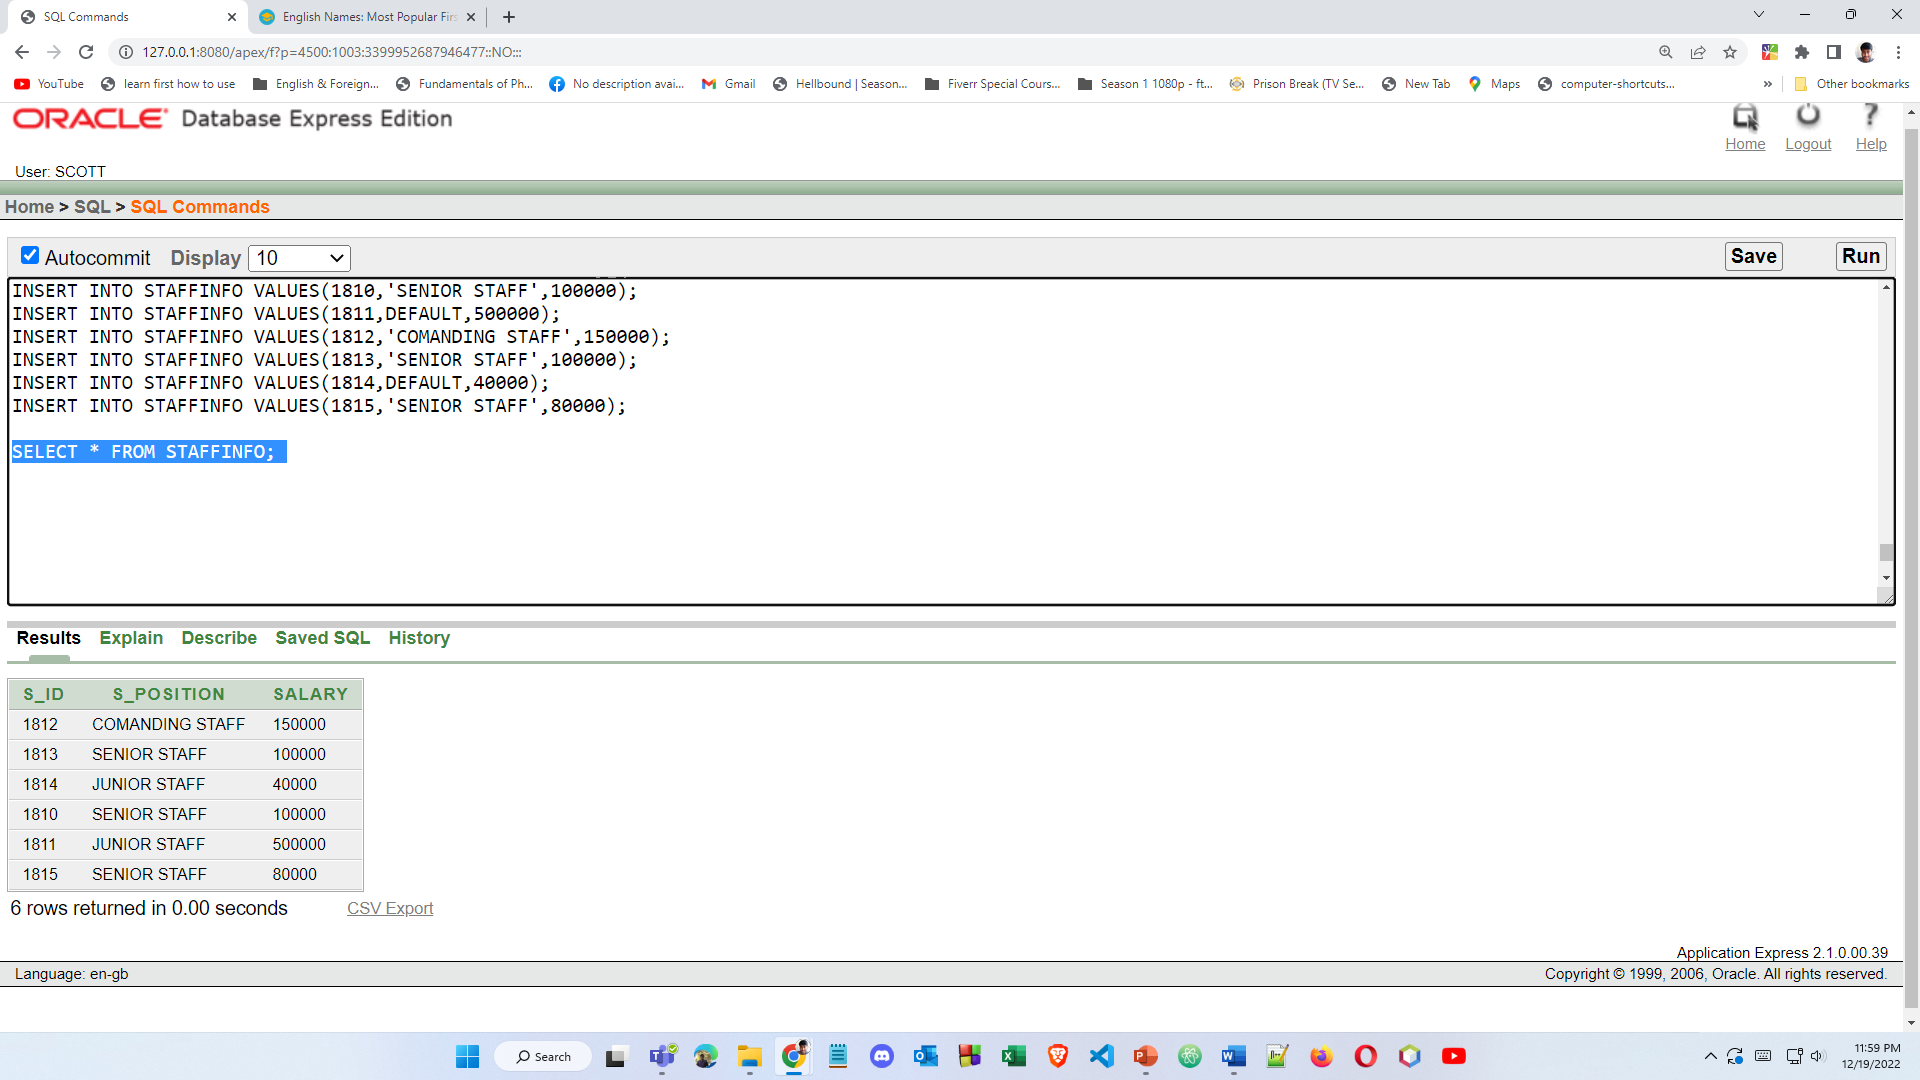 SQL Commands
English Names: Most Popular Firs
127.0.0.1:8080/apex/f?p=4500:1003:3399952687946477::NO:::
YouTube learn first how to use English & Foreign... Fundamentals of Ph... No description avai... Gmail Hellbound | Season... Fiverr Special Cours... Season 1 1080p - ft... Prison Break (TV Se... New Tab Maps computer-shortcuts... » Other bookmarks
ORACLE Database Express Edition
Home Logout Help
User: SCOTT
Home > SQL > SQL Commands
Autocommit Display 10 Save Run
INSERT INTO STAFFINFO VALUES(1810,'SENIOR STAFF',100000);
INSERT INTO STAFFINFO VALUES(1811,DEFAULT,500000);
INSERT INTO STAFFINFO VALUES(1812,'COMANDING STAFF',150000);
INSERT INTO STAFFINFO VALUES(1813,'SENIOR STAFF',100000);
INSERT INTO STAFFINFO VALUES(1814,DEFAULT,40000);
INSERT INTO STAFFINFO VALUES(1815,'SENIOR STAFF',80000);
SELECT * FROM STAFFINFO;
Results Explain Describe Saved SQL History
S_ID S_POSITION SALARY
1812 COMANDING STAFF 150000
1813 SENIOR STAFF 100000
1814 JUNIOR STAFF 40000
1810 SENIOR STAFF 100000
1811 JUNIOR STAFF 500000
1815 SENIOR STAFF 80000
6 rows returned in 0.00 seconds CSV Export
Application Express 2.1.0.00.39
Language: en-gb Copyright © 1999, 2006, Oracle. All rights reserved.
Search
11:59 PM
12/19/2022